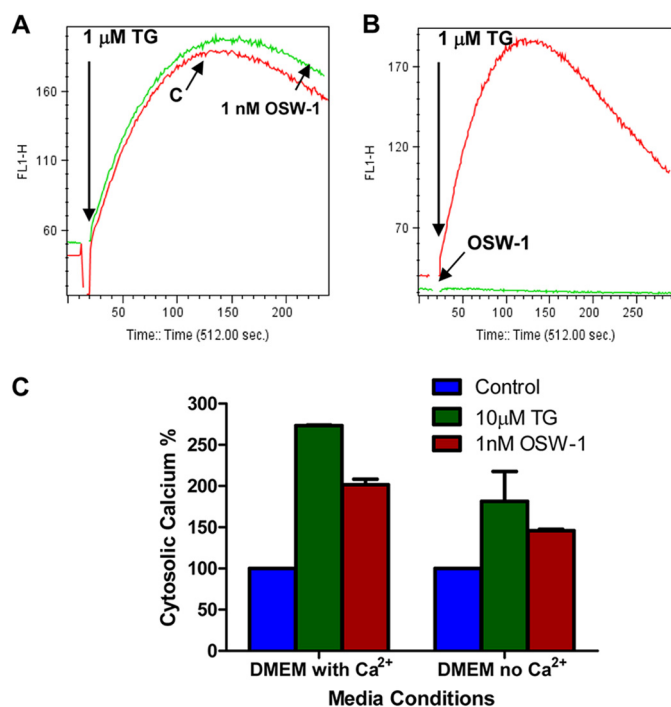 A
1 μM TG
C
1 nM OSW-1
FL1-H
160
110
60
0
50
100
150
200
Time:: Time (512.00 sec.)
B
1 μM TG
OSW-1
FL1-H
170
120
70
0
50
100
150
200
250
Time:: Time (512.00 sec.)
C
Control
10μM TG
1nM OSW-1
Cytosolic Calcium %
300
250
200
150
100
50
0
DMEM with Ca²⁺
DMEM no Ca²⁺
Media Conditions